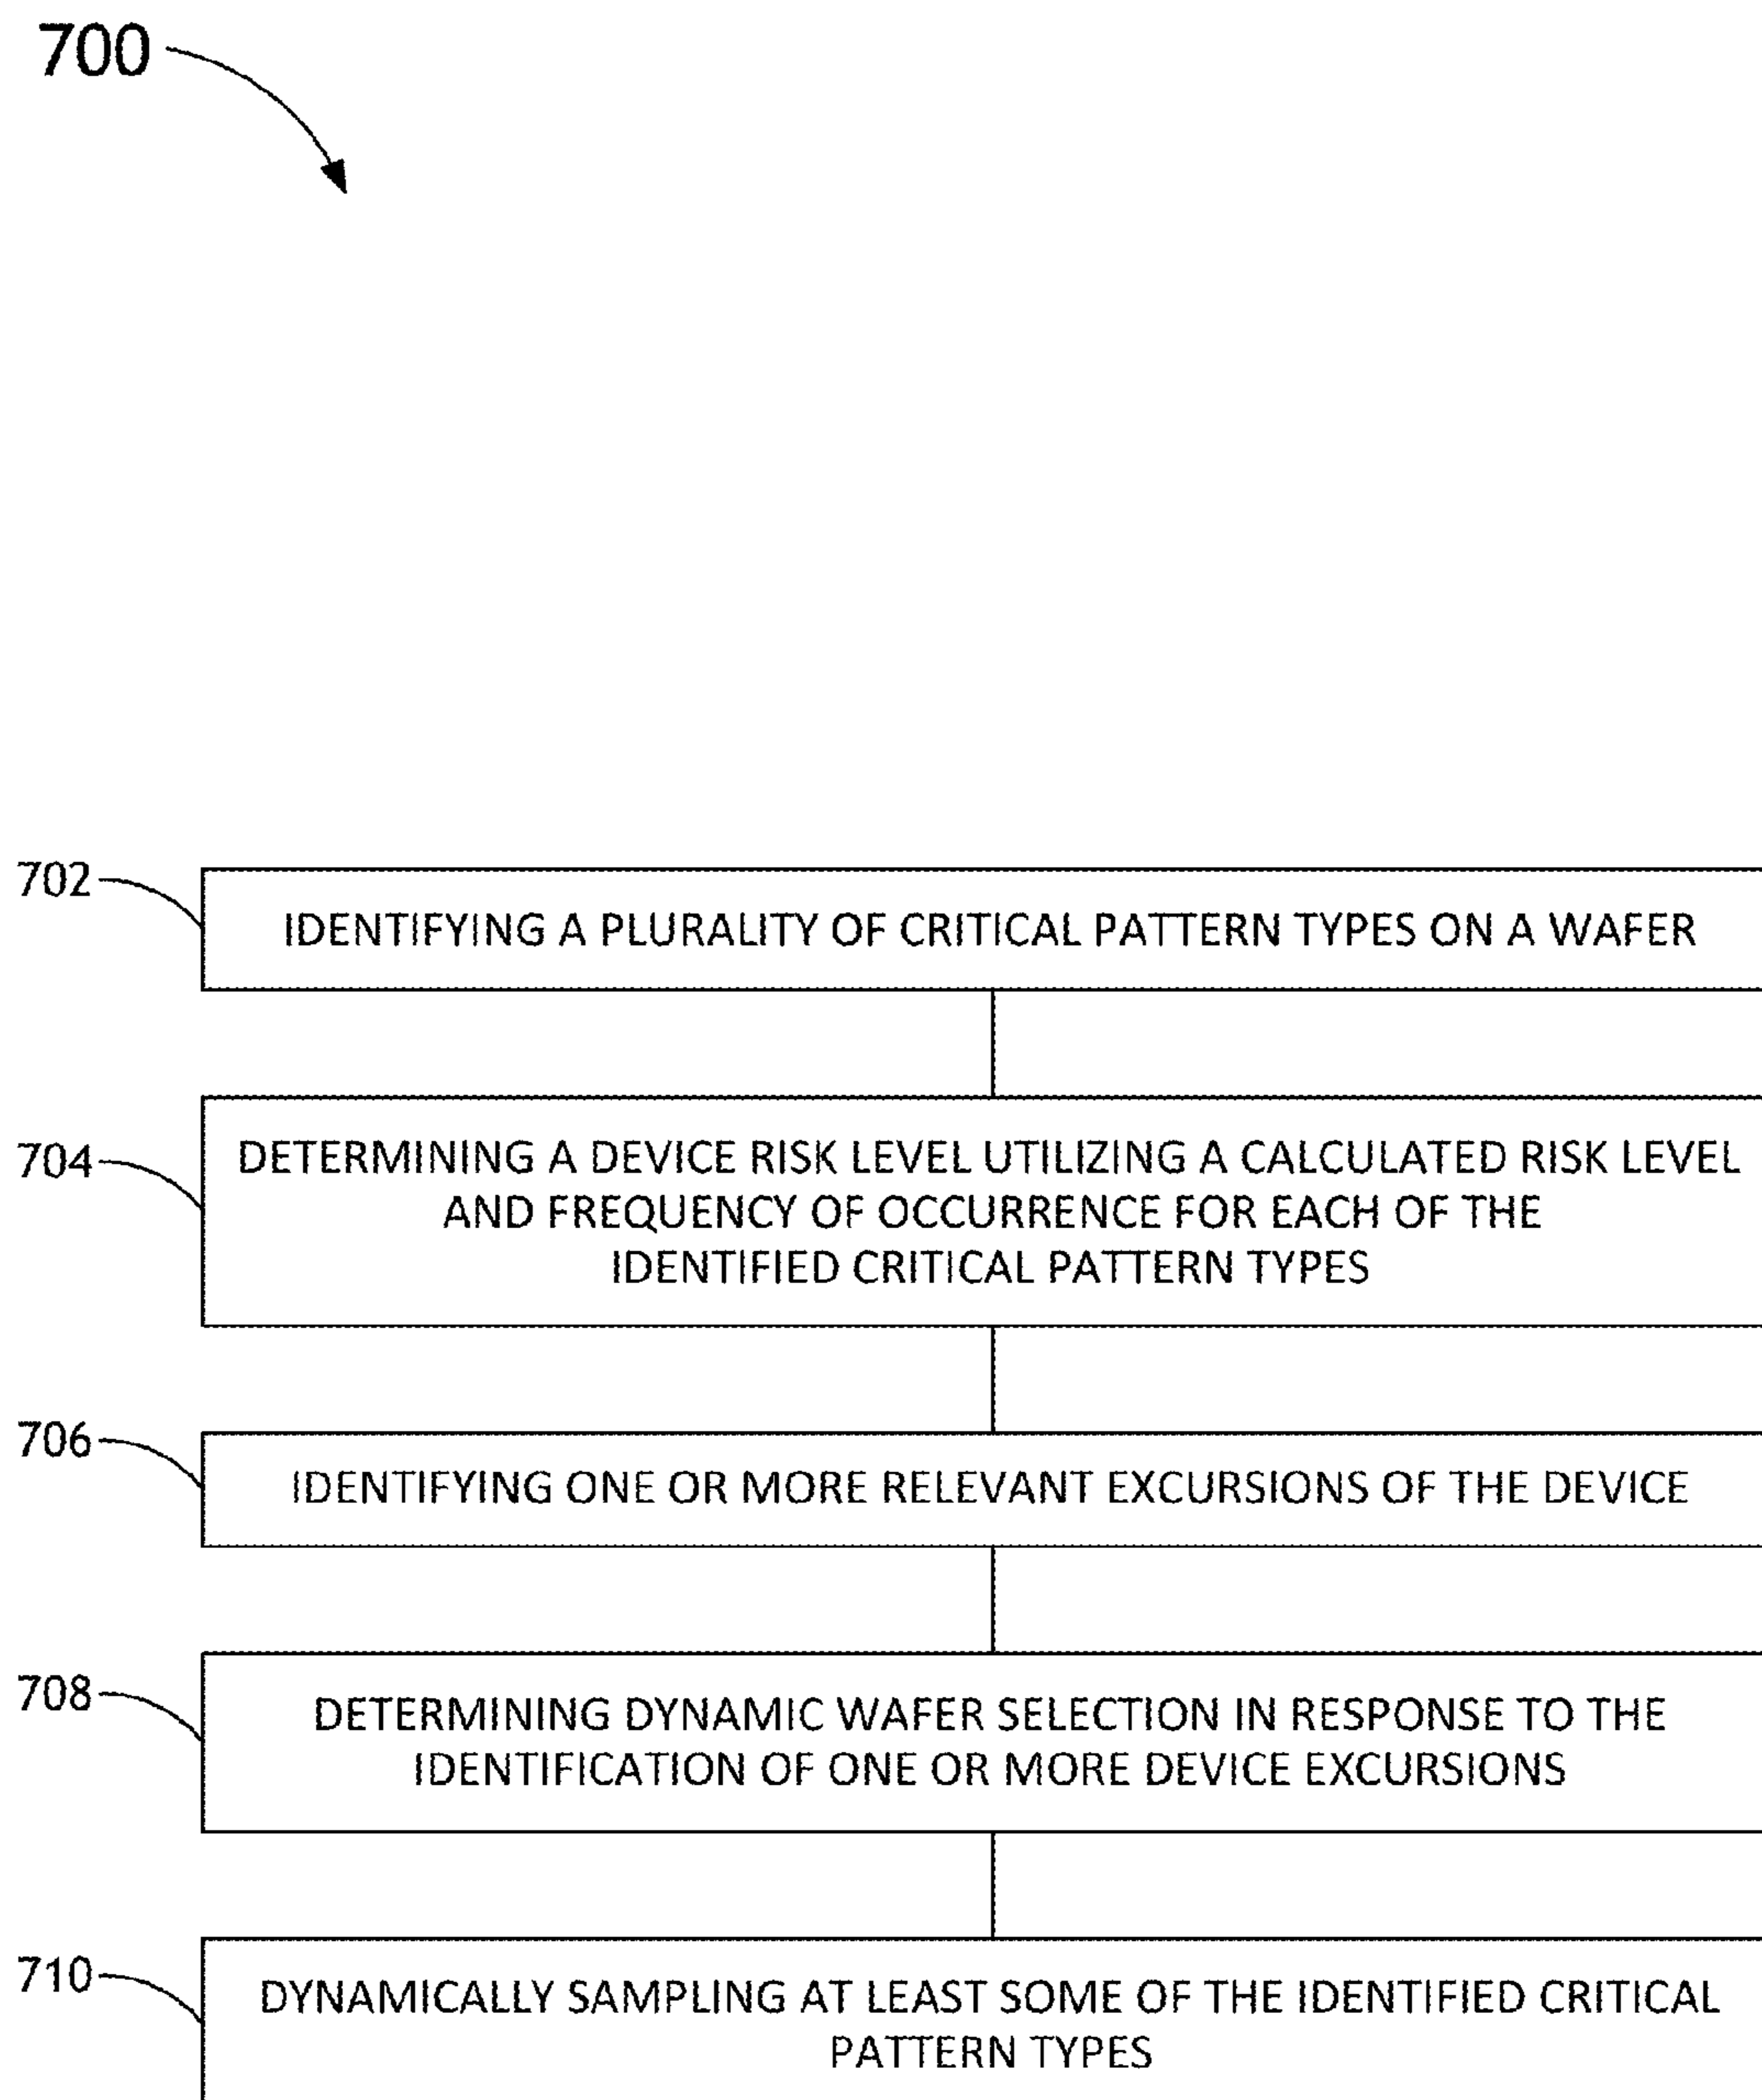 700
702
IDENTIFYING A PLURALITY OF CRITICAL PATTERN TYPES ON A WAFER
704
DETERMINING A DEVICE RISK LEVEL UTILIZING A CALCULATED RISK LEVEL
AND FREQUENCY OF OCCURRENCE FOR EACH OF THE
IDENTIFIED CRITICAL PATTERN TYPES
706
IDENTIFYING ONE OR MORE RELEVANT EXCURSIONS OF THE DEVICE
708
DETERMINING DYNAMIC WAFER SELECTION IN RESPONSE TO THE
IDENTIFICATION OF ONE OR MORE DEVICE EXCURSIONS
710
DYNAMICALLY SAMPLING AT LEAST SOME OF THE IDENTIFIED CRITICAL
PATTERN TYPES